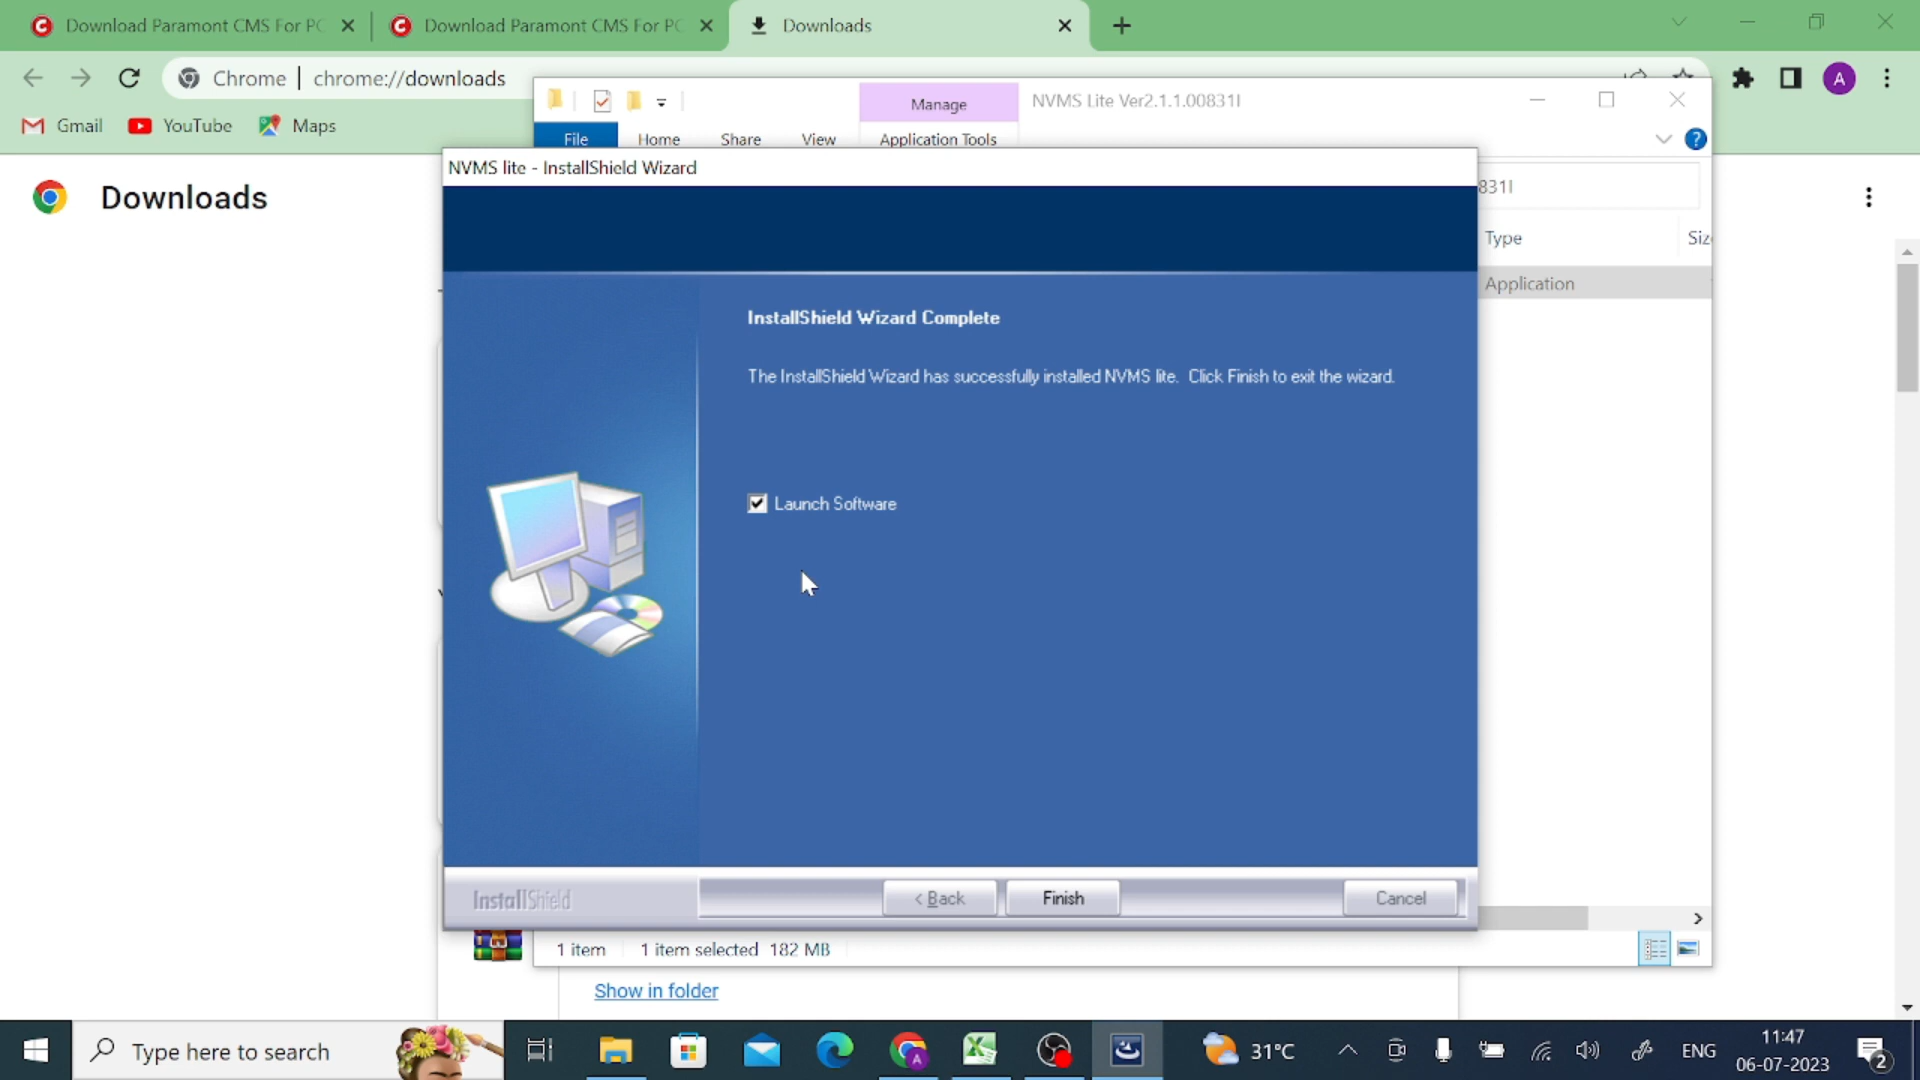 Download Paramont CMS For PC
Download Paramont CMS For PC
Downloads
Chrome
chrome://downloads
A
Gmail
YouTube
Maps
Manage
NVMS Lite Ver2.1.1.00831I
File
Home
Share
View
Application Tools
Downloads
831I
Type
Siz
Application
NVMS lite - InstallShield Wizard
InstallShield Wizard Complete
The InstallShield Wizard has successfully installed NVMS lite. Click Finish to exit the wizard.
Launch Software
InstallShield
< Back
Finish
Cancel
1 item
1 item selected 182 MB
Show in folder
Type here to search
A
31°C
ENG
11:47
06-07-2023
2